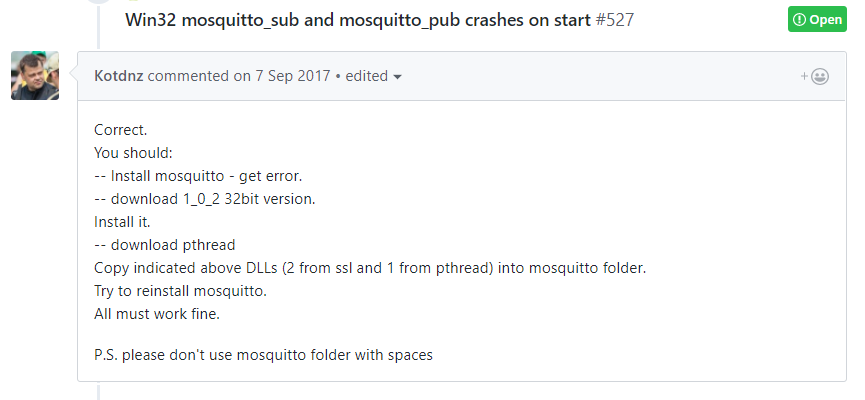 Win32 mosquitto_sub and mosquitto_pub crashes on start #527
Open
Kotdnz commented on 7 Sep 2017 • edited
Correct.
You should:
-- Install mosquitto - get error.
-- download 1_0_2 32bit version.
Install it.
-- download pthread
Copy indicated above DLLs (2 from ssl and 1 from pthread) into mosquitto folder.
Try to reinstall mosquitto.
All must work fine.
P.S. please don't use mosquitto folder with spaces